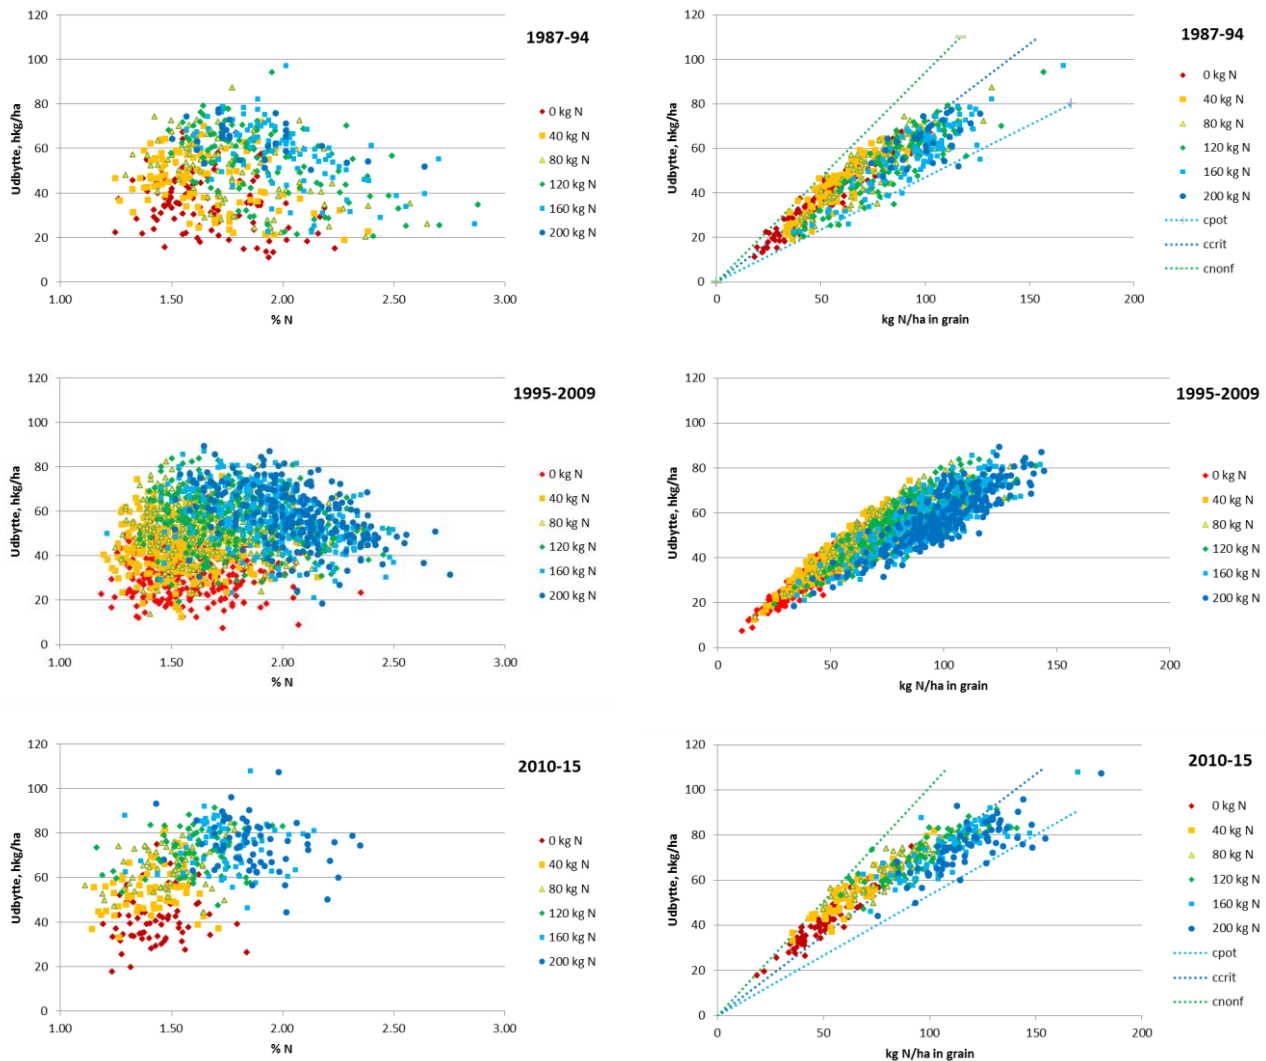 1987-94
Udbytte, hkg/ha
120
100
80
60
40
20
0
1.00
1.50
2.00
2.50
3.00
% N
0 kg N
40 kg N
80 kg N
120 kg N
160 kg N
200 kg N
1987-94
Udbytte, hkg/ha
120
100
80
60
40
20
0
0
50
100
150
200
kg N/ha in grain
0 kg N
40 kg N
80 kg N
120 kg N
160 kg N
200 kg N
cpot
ccrit
cnonf
1995-2009
Udbytte, hkg/ha
120
100
80
60
40
20
0
1.00
1.50
2.00
2.50
3.00
% N
0 kg N
40 kg N
80 kg N
120 kg N
160 kg N
200 kg N
1995-2009
Udbytte, hkg/ha
120
100
80
60
40
20
0
0
50
100
150
200
kg N/ha in grain
0 kg N
40 kg N
80 kg N
120 kg N
160 kg N
200 kg N
2010-15
Udbytte, hkg/ha
120
100
80
60
40
20
0
1.00
1.50
2.00
2.50
3.00
% N
0 kg N
40 kg N
80 kg N
120 kg N
160 kg N
200 kg N
2010-15
Udbytte, hkg/ha
120
100
80
60
40
20
0
0
50
100
150
200
kg N/ha in grain
0 kg N
40 kg N
80 kg N
120 kg N
160 kg N
200 kg N
cpot
ccrit
cnonf